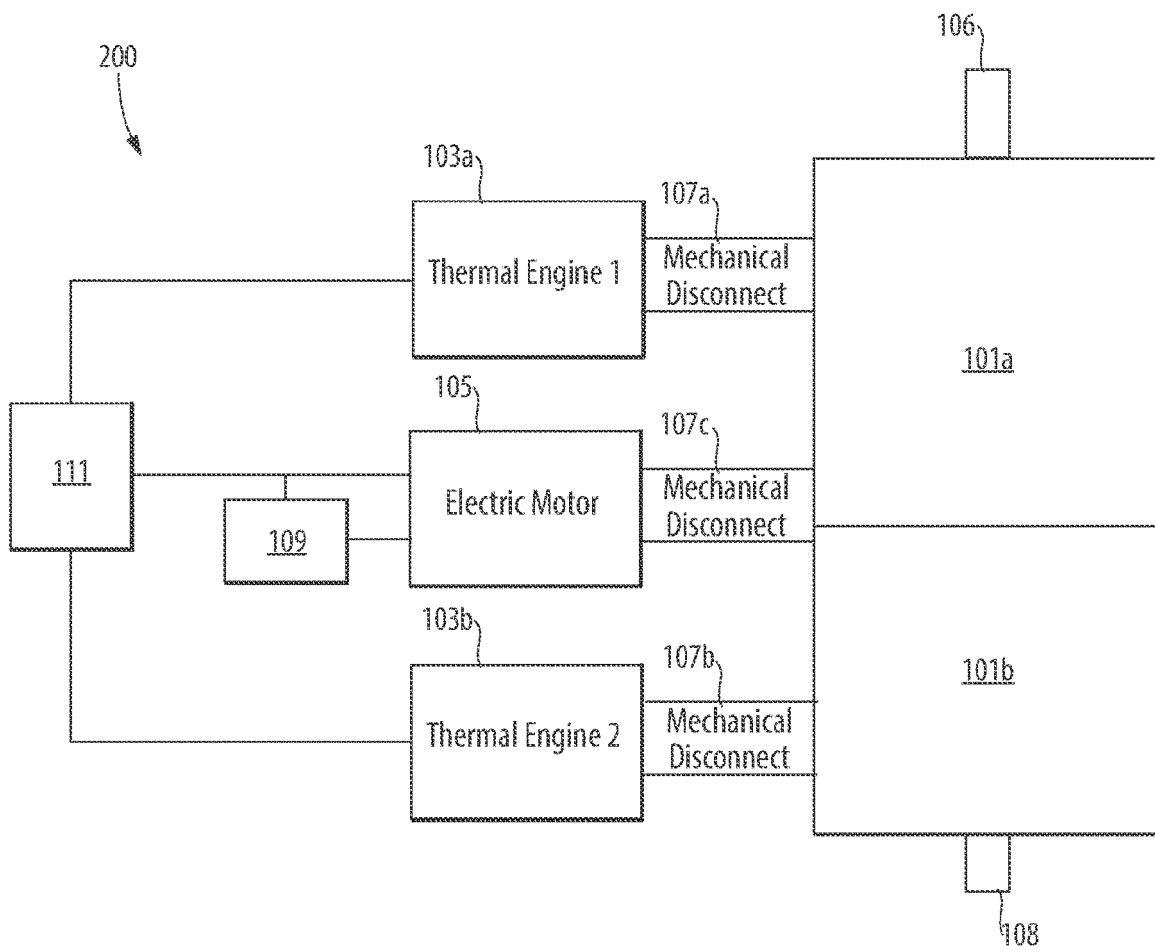 106
200
103a
107a
Mechanical
Disconnect
Thermal Engine 1
101a
105
107c
111
Electric Motor
Mechanical
Disconnect
109
103b
107b
101b
Thermal Engine 2
Mechanical
Disconnect
108